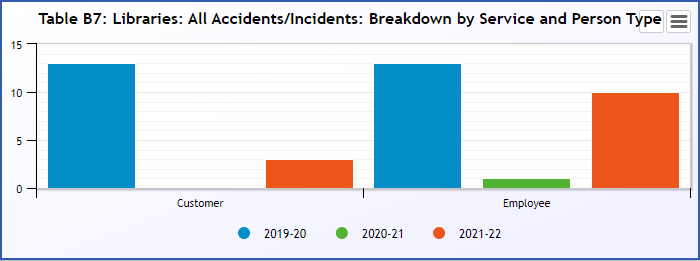 Table B7: Libraries: All Accidents/Incidents: Breakdown by Service and Person Type
15
10
5
0
Customer
Employee
2019-20
2020-21
2021-22